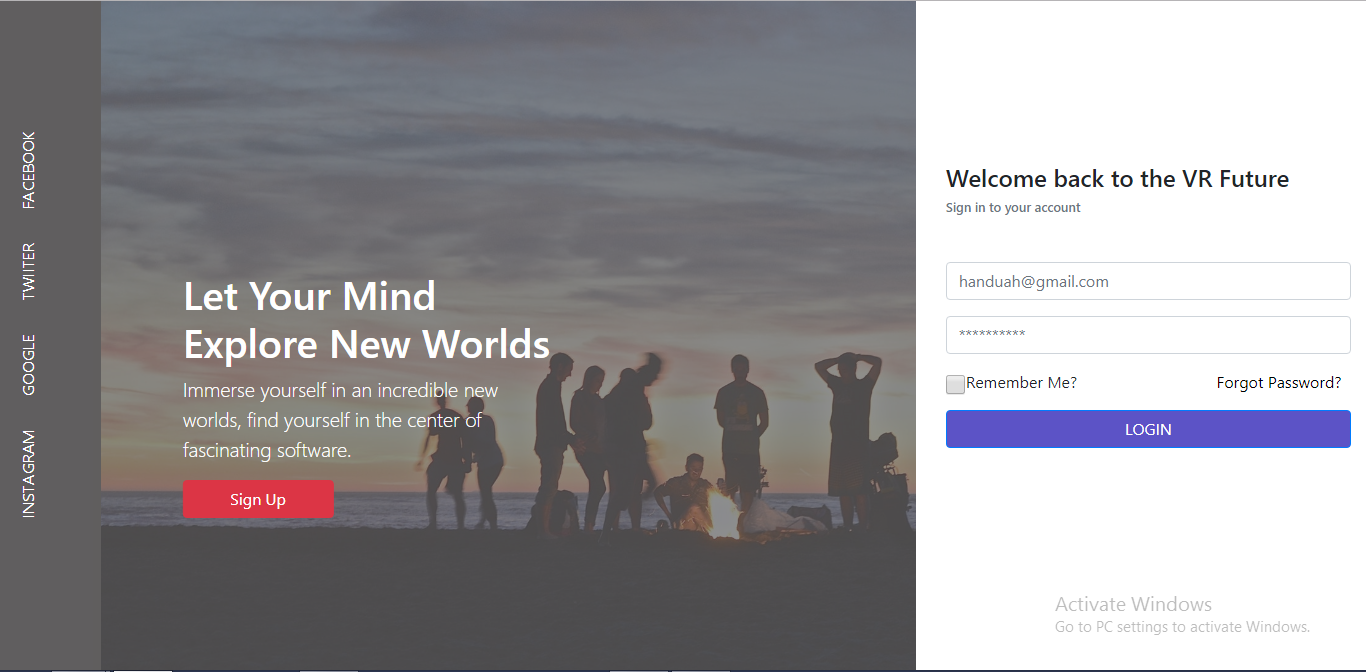 FACEBOOK
TWIITER
GOOGLE
INSTAGRAM
Let Your Mind
Explore New Worlds
Immerse yourself in an incredible new
worlds, find yourself in the center of
fascinating software.
Sign Up
Welcome back to the VR Future
Sign in to your account
handuah@gmail.com
**********
Remember Me?
Forgot Password?
LOGIN
Activate Windows
Go to PC settings to activate Windows.